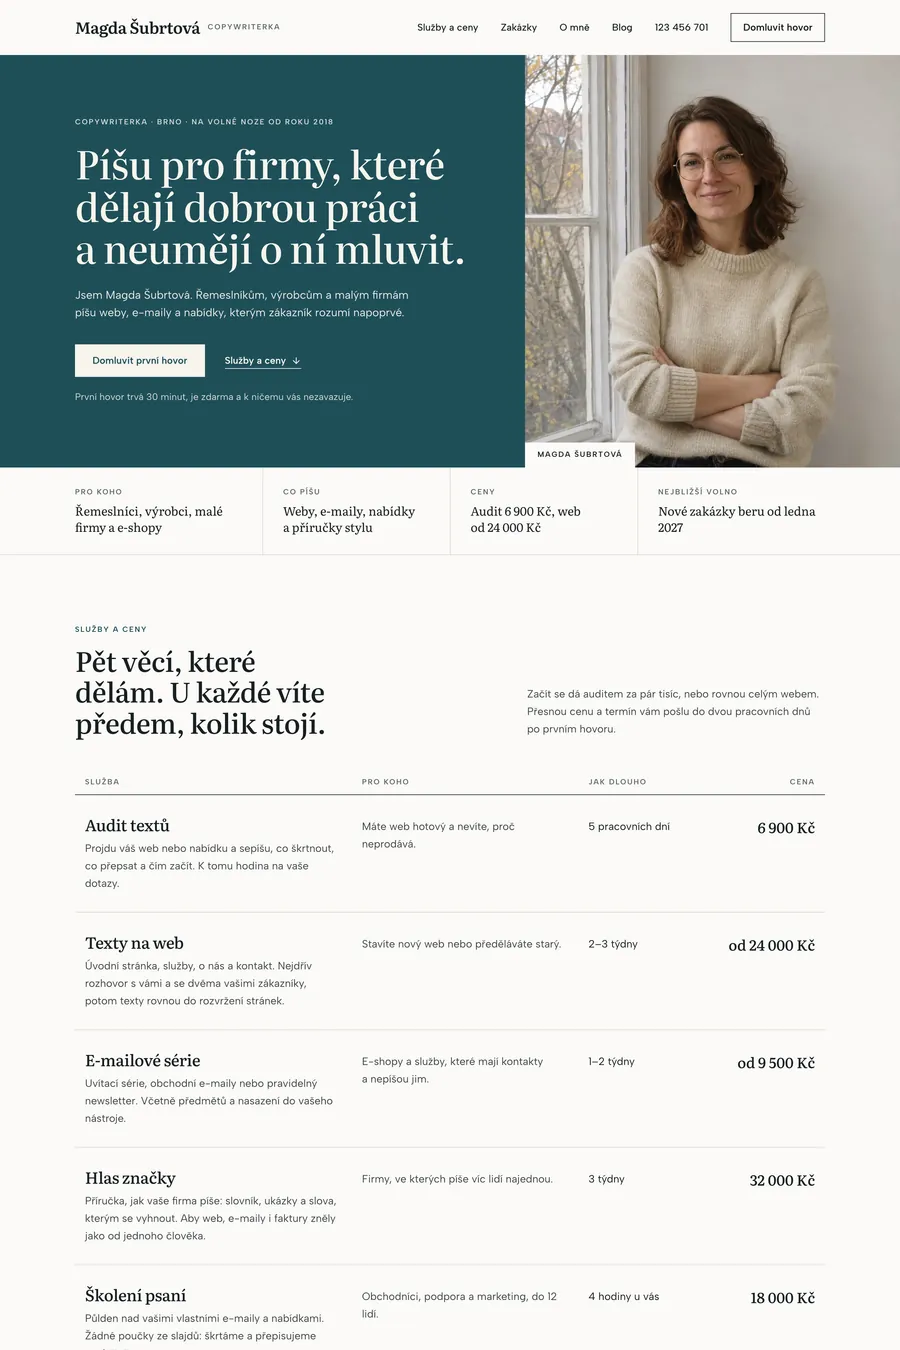 Magda Šubrtová COPYWRITERKA
Služby a ceny Zakázky O mně Blog 123 456 701 Domluvit hovor
COPYWRITERKA · BRNO · NA VOLNÉ NOZE OD ROKU 2018
Píšu pro firmy, které
dělají dobrou práci
a neumějí o ní mluvit.
Jsem Magda Šubrtová. Řemeslníkům, výrobcům a malým firmám
píšu weby, e-maily a nabídky, kterým zákazník rozumí napoprvé.
Domluvit první hovor Služby a ceny ↓
První hovor trvá 30 minut, je zdarma a k ničemu vás nezavazuje.
MAGDA ŠUBRTOVÁ
PRO KOHO
Řemeslníci, výrobci, malé
firmy a e-shopy
CO PÍŠU
Weby, e-maily, nabídky
a příručky stylu
CENY
Audit 6 900 Kč, web
od 24 000 Kč
NEJBLIŽŠÍ VOLNO
Nové zakázky beru od ledna
2027
SLUŽBY A CENY
Pět věcí, které
dělám. U každé víte
předem, kolik stojí.
Začít se dá auditem za pár tisíc, nebo rovnou celým webem.
Přesnou cenu a termín vám pošlu do dvou pracovních dnů
po prvním hovoru.
SLUŽBA PRO KOHO JAK DLOUHO CENA
Audit textů
Projdu váš web nebo nabídku a sepíšu, co škrtnout,
co přepsat a čím začít. K tomu hodina na vaše
dotazy.
Máte web hotový a nevíte, proč
neprodává.
5 pracovních dní
6 900 Kč
Texty na web
Úvodní stránka, služby, o nás a kontakt. Nejdřív
rozhovor s vámi a se dvěma vašimi zákazníky,
potom texty rovnou do rozvržení stránek.
Stavíte nový web nebo předěláváte starý.
2–3 týdny
od 24 000 Kč
E-mailové série
Uvítací série, obchodní e-maily nebo pravidelný
newsletter. Včetně předmětů a nasazení do vašeho
nástroje.
E-shopy a služby, které mají kontakty
a nepíšou jim.
1–2 týdny
od 9 500 Kč
Hlas značky
Příručka, jak vaše firma píše: slovník, ukázky a slova,
kterým se vyhnout. Aby web, e-maily i faktury zněly
jako od jednoho člověka.
Firmy, ve kterých píše víc lidí najednou.
3 týdny
32 000 Kč
Školení psaní
Půlden nad vašimi vlastními e-maily a nabídkami.
Žádné poučky ze slajdů: škrtáme a přepisujeme
Obchodníci, podpora a marketing, do 12
lidí.
4 hodiny u vás
18 000 Kč